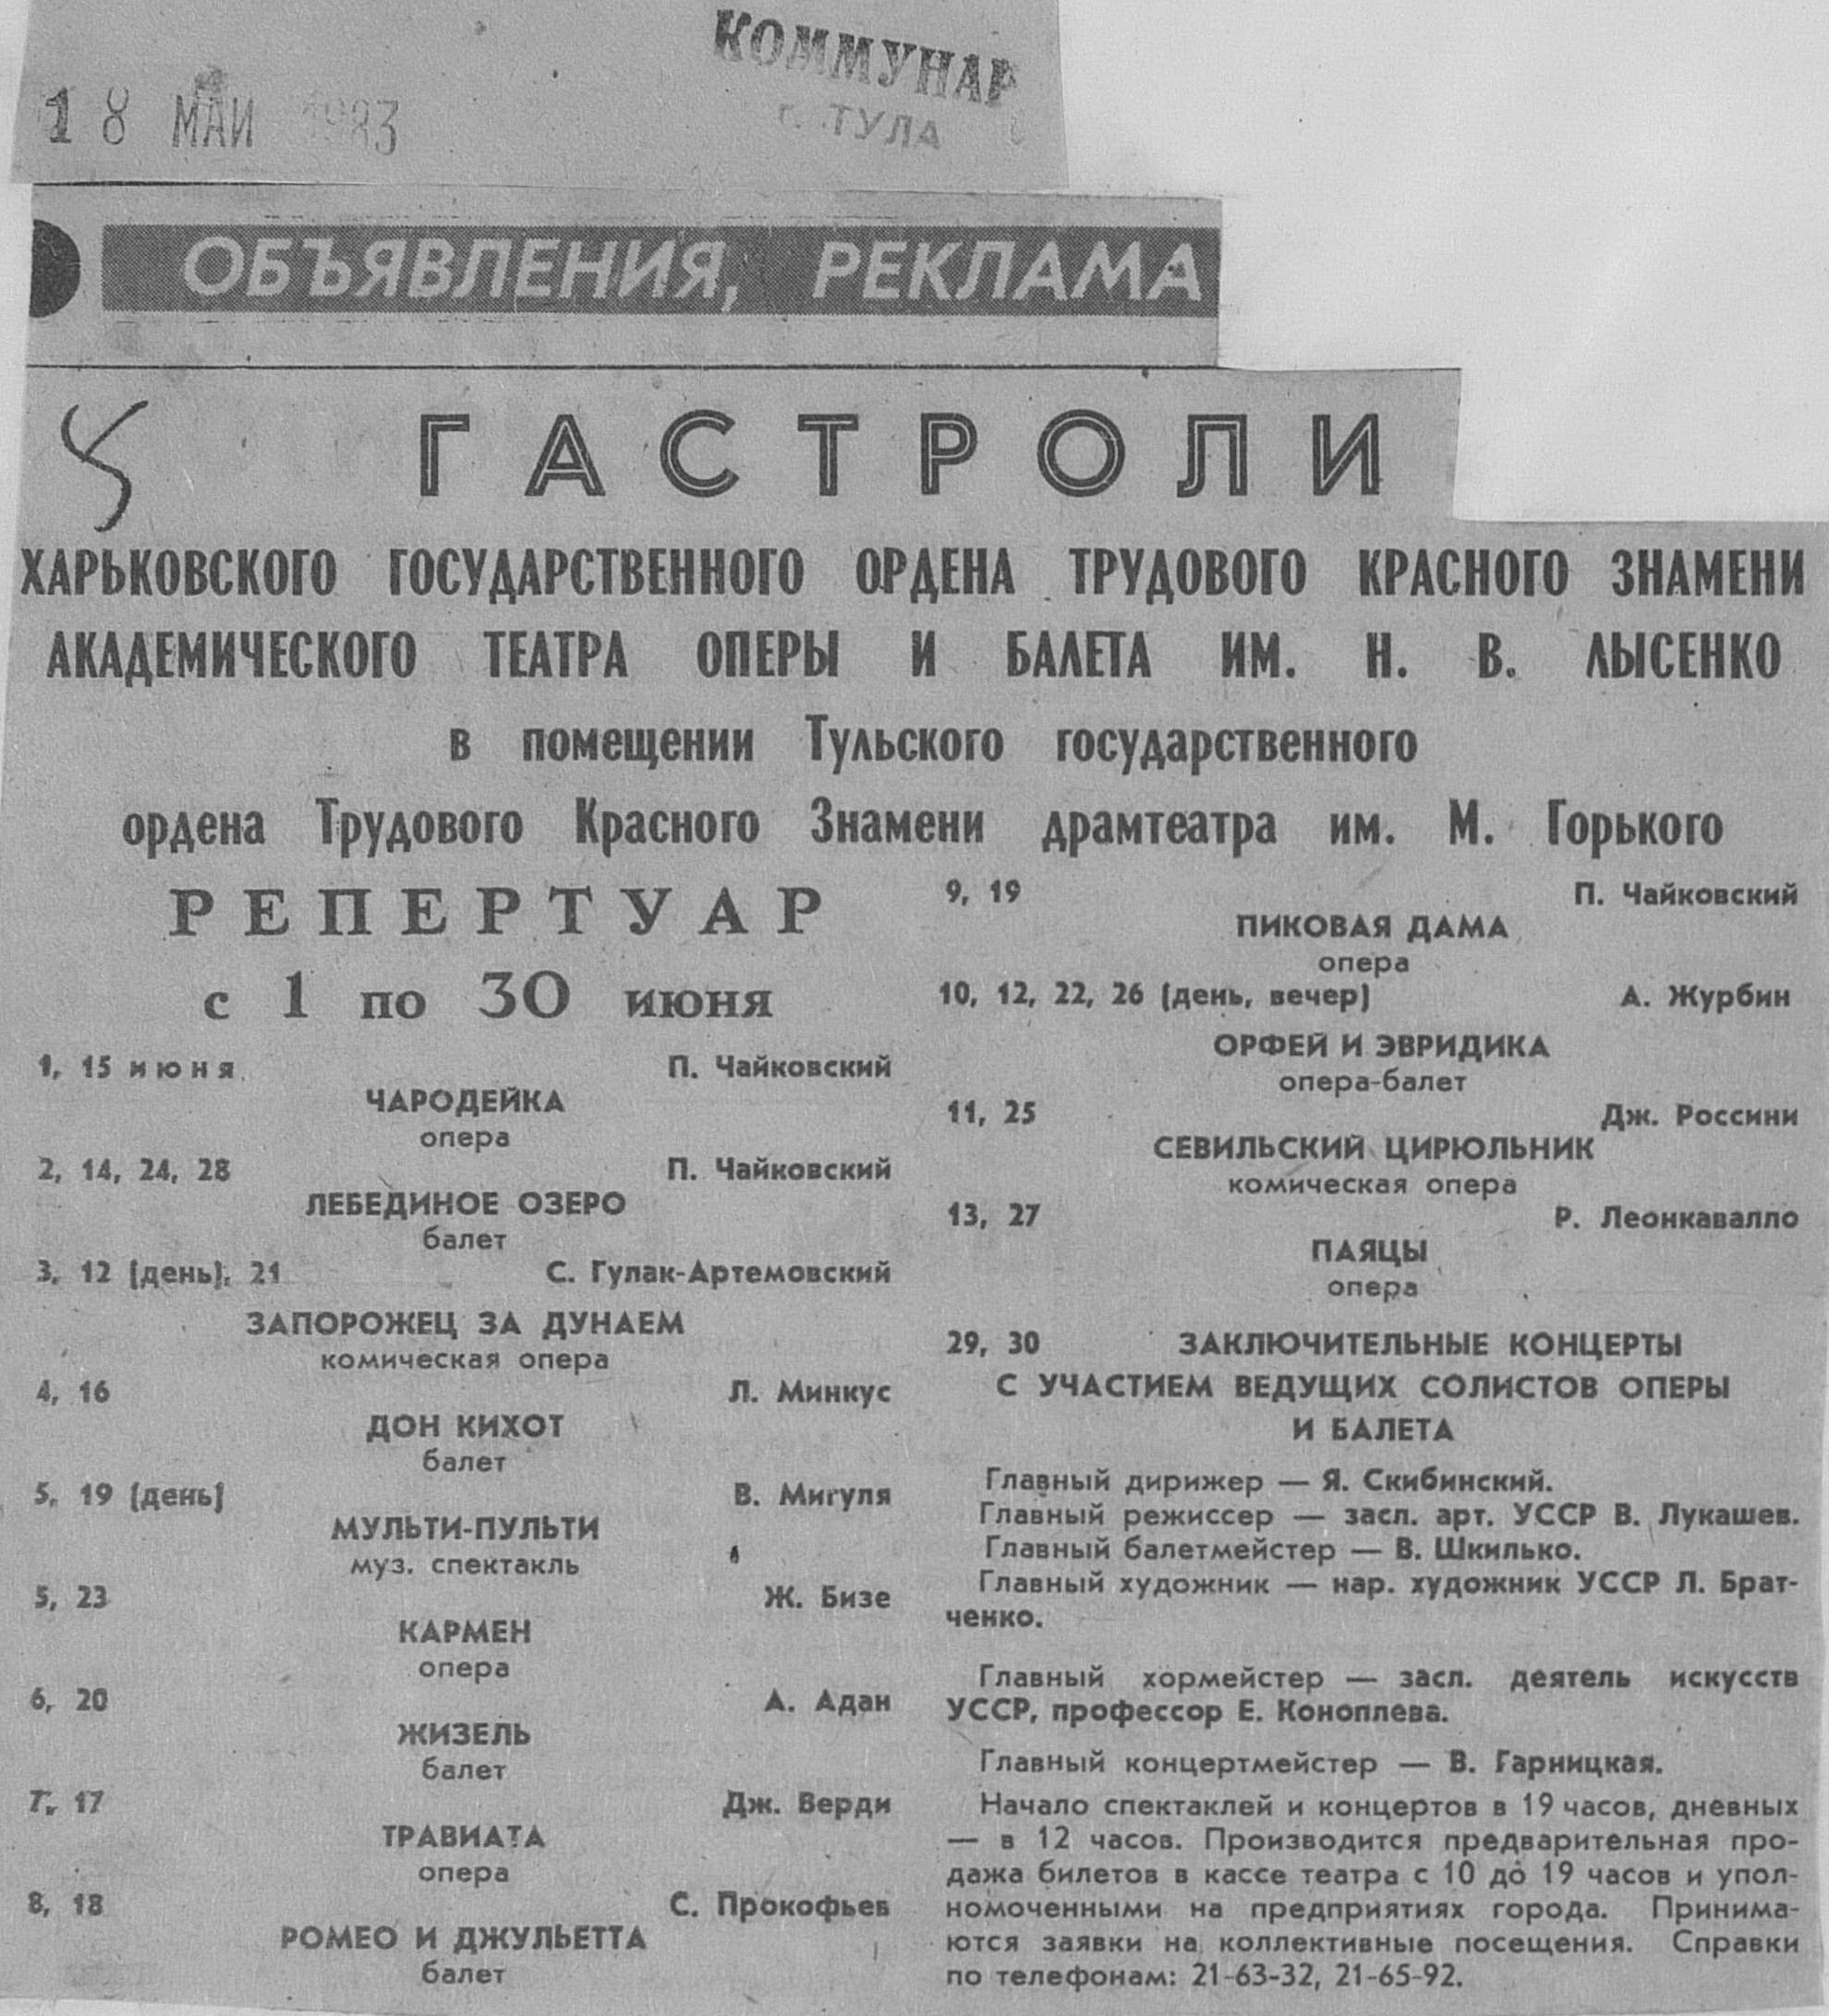 КОММУНАР
г. ТУЛА
18 МАИ 1983
ОБЪЯВЛЕНИЯ, РЕКЛАМА
ГАСТРОЛИ
ХАРЬКОВСКОГО ГОСУДАРСТВЕННОГО ОРДЕНА ТРУДОВОГО КРАСНОГО ЗНАМЕНИ
АКАДЕМИЧЕСКОГО ТЕАТРА ОПЕРЫ И БАЛЕТА ИМ. Н. В. ЛЫСЕНКО
в помещении Тульского государственного
ордена Трудового Красного Знамени драмтеатра им. М. Горького
РЕПЕРТУАР
с 1 по 30 июня
1, 15 июня П. Чайковский
ЧАРОДЕЙКА
опера
2, 14, 24, 28 П. Чайковский
ЛЕБЕДИНОЕ ОЗЕРО
балет
3, 12 (день), 21 С. Гулак-Артемовский
ЗАПОРОЖЕЦ ЗА ДУНАЕМ
комическая опера
4, 16 Л. Минкус
ДОН КИХОТ
балет
5, 19 (день) В. Мигуля
МУЛЬТИ-ПУЛЬТИ
муз. спектакль
5, 23 Ж. Бизе
КАРМЕН
опера
6, 20 А. Адан
ЖИЗЕЛЬ
балет
7, 17 Дж. Верди
ТРАВИАТА
опера
8, 18 С. Прокофьев
РОМЕО И ДЖУЛЬЕТТА
балет
9, 19 П. Чайковский
ПИКОВАЯ ДАМА
опера
10, 12, 22, 26 (день, вечер) А. Журбин
ОРФЕЙ И ЭВРИДИКА
опера-балет
11, 25 Дж. Россини
СЕВИЛЬСКИЙ ЦИРЮЛЬНИК
комическая опера
13, 27 Р. Леонкавалло
ПАЯЦЫ
опера
29, 30 ЗАКЛЮЧИТЕЛЬНЫЕ КОНЦЕРТЫ
С УЧАСТИЕМ ВЕДУЩИХ СОЛИСТОВ ОПЕРЫ
И БАЛЕТА
Главный дирижер — Я. Скибинский.
Главный режиссер — засл. арт. УССР В. Лукашев.
Главный балетмейстер — В. Шкилько.
Главный художник — нар. художник УССР Л. Брат-
ченко.
Главный хормейстер — засл. деятель искусств
УССР, профессор Е. Коноплева.
Главный концертмейстер — В. Гарницкая.
Начало спектаклей и концертов в 19 часов, дневных
— в 12 часов. Производится предварительная про-
дажа билетов в кассе театра с 10 до 19 часов и упол-
номоченными на предприятиях города. Принима-
ются заявки на коллективные посещения. Справки
по телефонам: 21-63-32, 21-65-92.